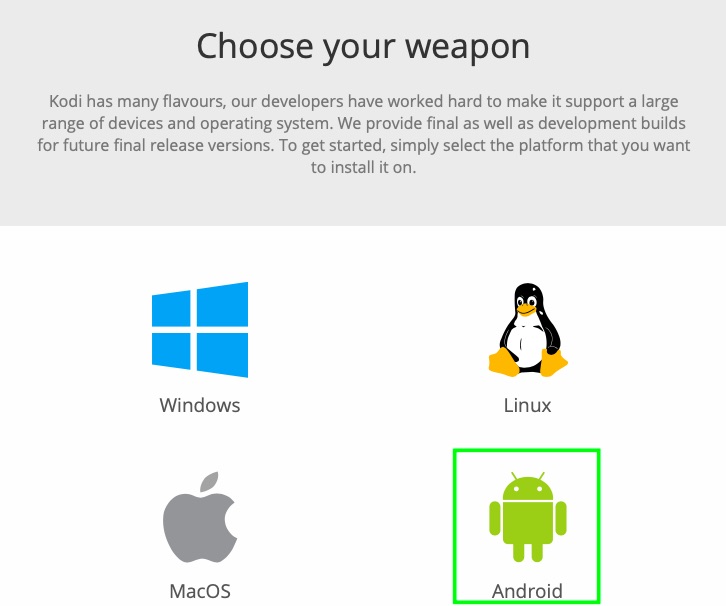 Choose your weapon
Kodi has many flavours, our developers have worked hard to make it support a large
range of devices and operating system. We provide final as well as development builds
for future final release versions. To get started, simply select the platform that you want
to install it on.
Windows
Linux
MacOS
Android